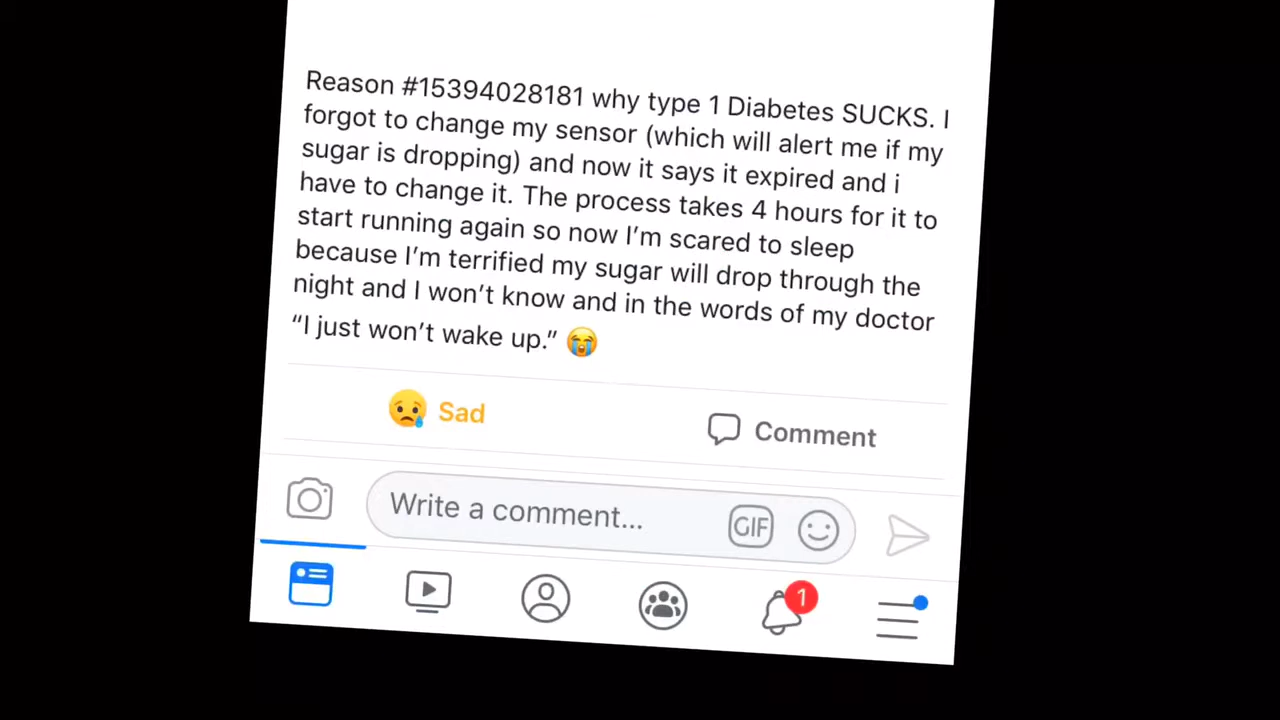 Reason #15394028181 why type 1 Diabetes SUCKS. I
forgot to change my sensor (which will alert me if my
sugar is dropping) and now it says it expired and i
have to change it. The process takes 4 hours for it to
start running again so now I’m scared to sleep
because I’m terrified my sugar will drop through the
night and I won’t know and in the words of my doctor
“I just won’t wake up.” 😭
Sad
Comment
Write a comment...
GIF
1